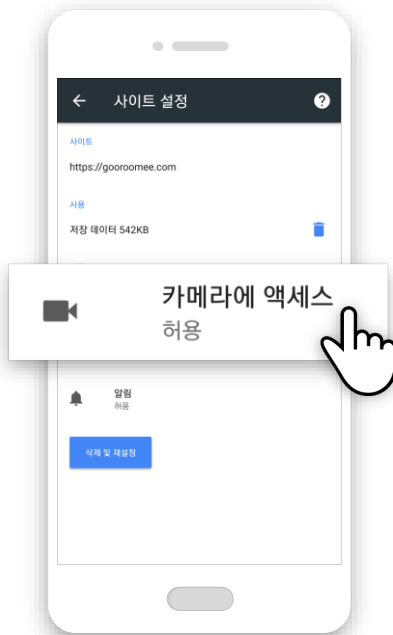 사이트 설정
사이트
https://gooroomee.com
사용
저장 데이터 542KB
카메라에 액세스
허용
알림
허용
삭제 및 재설정